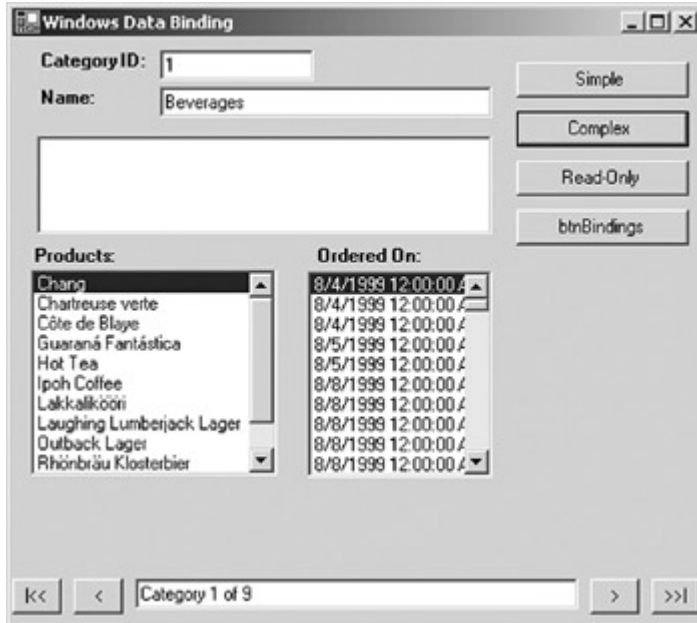 Windows Data Binding
Category ID: 1
Simple
Name: Beverages
Complex
Read-Only
btnBindings
Products:
Chang
Chartreuse verte
Côte de Blaye
Guaraná Fantástica
Hot Tea
Ipoh Coffee
Lakkalikööri
Laughing Lumberjack Lager
Outback Lager
Rhönbräu Klosterbier
Ordered On:
8/4/1999 12:00:00 A
8/4/1999 12:00:00 A
8/4/1999 12:00:00 A
8/5/1999 12:00:00 A
8/5/1999 12:00:00 A
8/8/1999 12:00:00 A
8/8/1999 12:00:00 A
8/8/1999 12:00:00 A
8/8/1999 12:00:00 A
8/8/1999 12:00:00 A
|<<
<
Category 1 of 9
>
>>|